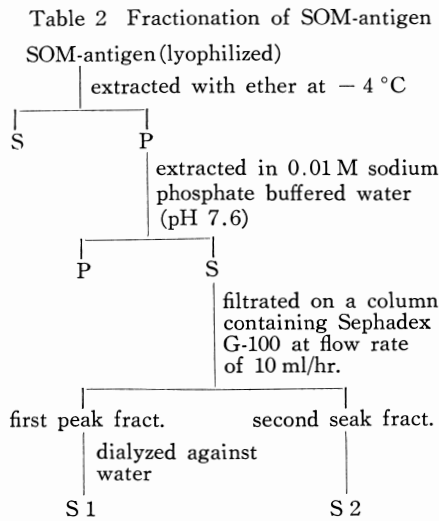 Table 2 Fractionation of SOM-antigen
SOM-antigen (lyophilized)
extracted with ether at − 4 °C
S P
extracted in 0.01 M sodium
phosphate buffered water
(pH 7.6)
P S
filtrated on a column
containing Sephadex
G-100 at flow rate
of 10 ml/hr.
first peak fract. second seak fract.
dialyzed against
water
S 1 S 2